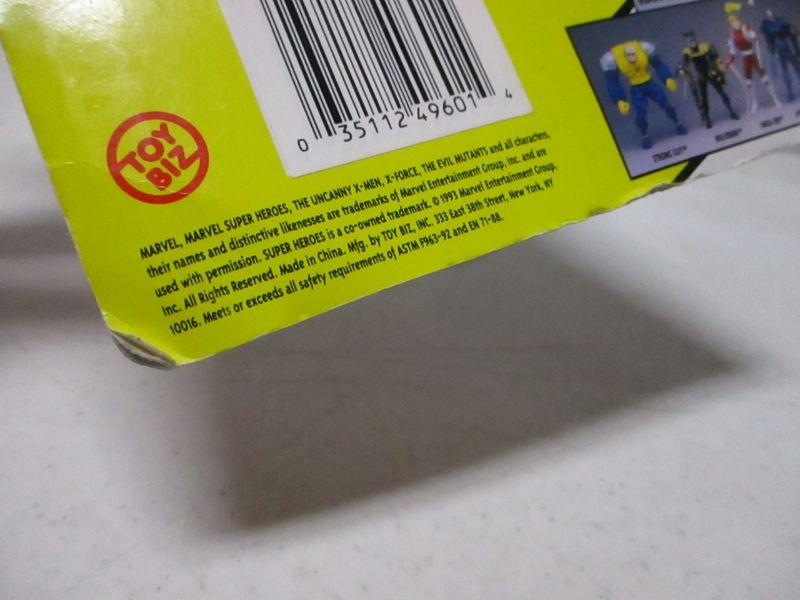 TOY
BIZ
0 35112 49601 4
STRONG GUY™
MARVEL, MARVEL SUPER HEROES, THE UNCANNY X-MEN, X-FORCE, THE EVIL MUTANTS and all characters,
their names and distinctive likenesses are trademarks of Marvel Entertainment Group, Inc. and are
used with permission. SUPER HEROES is a co-owned trademark. © 1993 Marvel Entertainment Group,
Inc. All Rights Reserved. Made in China. Mfg. by TOY BIZ, INC. 333 East 38th Street, New York, NY
10016. Meets or exceeds all safety requirements of ASTM F963-92 and EN 71-88.